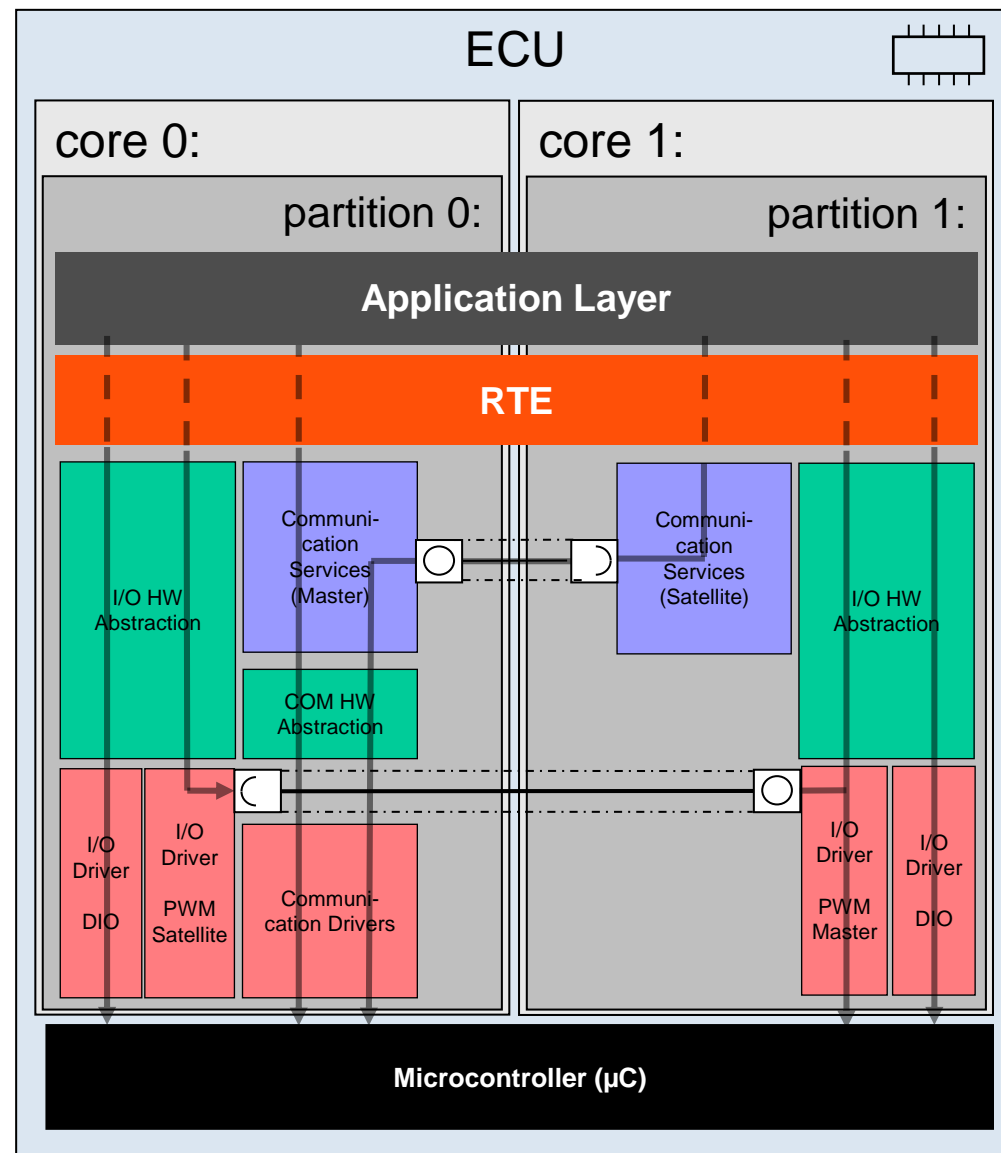 ECU
core 0:
core 1:
partition 0:
partition 1:
Application Layer
RTE
I/O HW
Abstraction
Communi-
cation
Services
(Master)
Communi-
cation
Services
(Satellite)
I/O HW
Abstraction
COM HW
Abstraction
I/O
Driver
DIO
I/O
Driver
PWM
Satellite
Communi-
cation Drivers
I/O
Driver
PWM
Master
I/O
Driver
DIO
Microcontroller (µC)